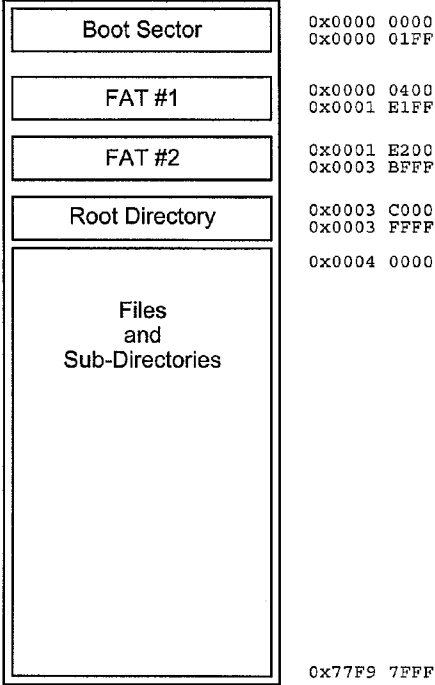 Boot Sector
0x0000 0000
0x0000 01FF
FAT #1
0x0000 0400
0x0001 E1FF
FAT #2
0x0001 E200
0x0003 BFFF
Root Directory
0x0003 C000
0x0003 FFFF
0x0004 0000
Files
and
Sub-Directories
0x77F9 7FFF